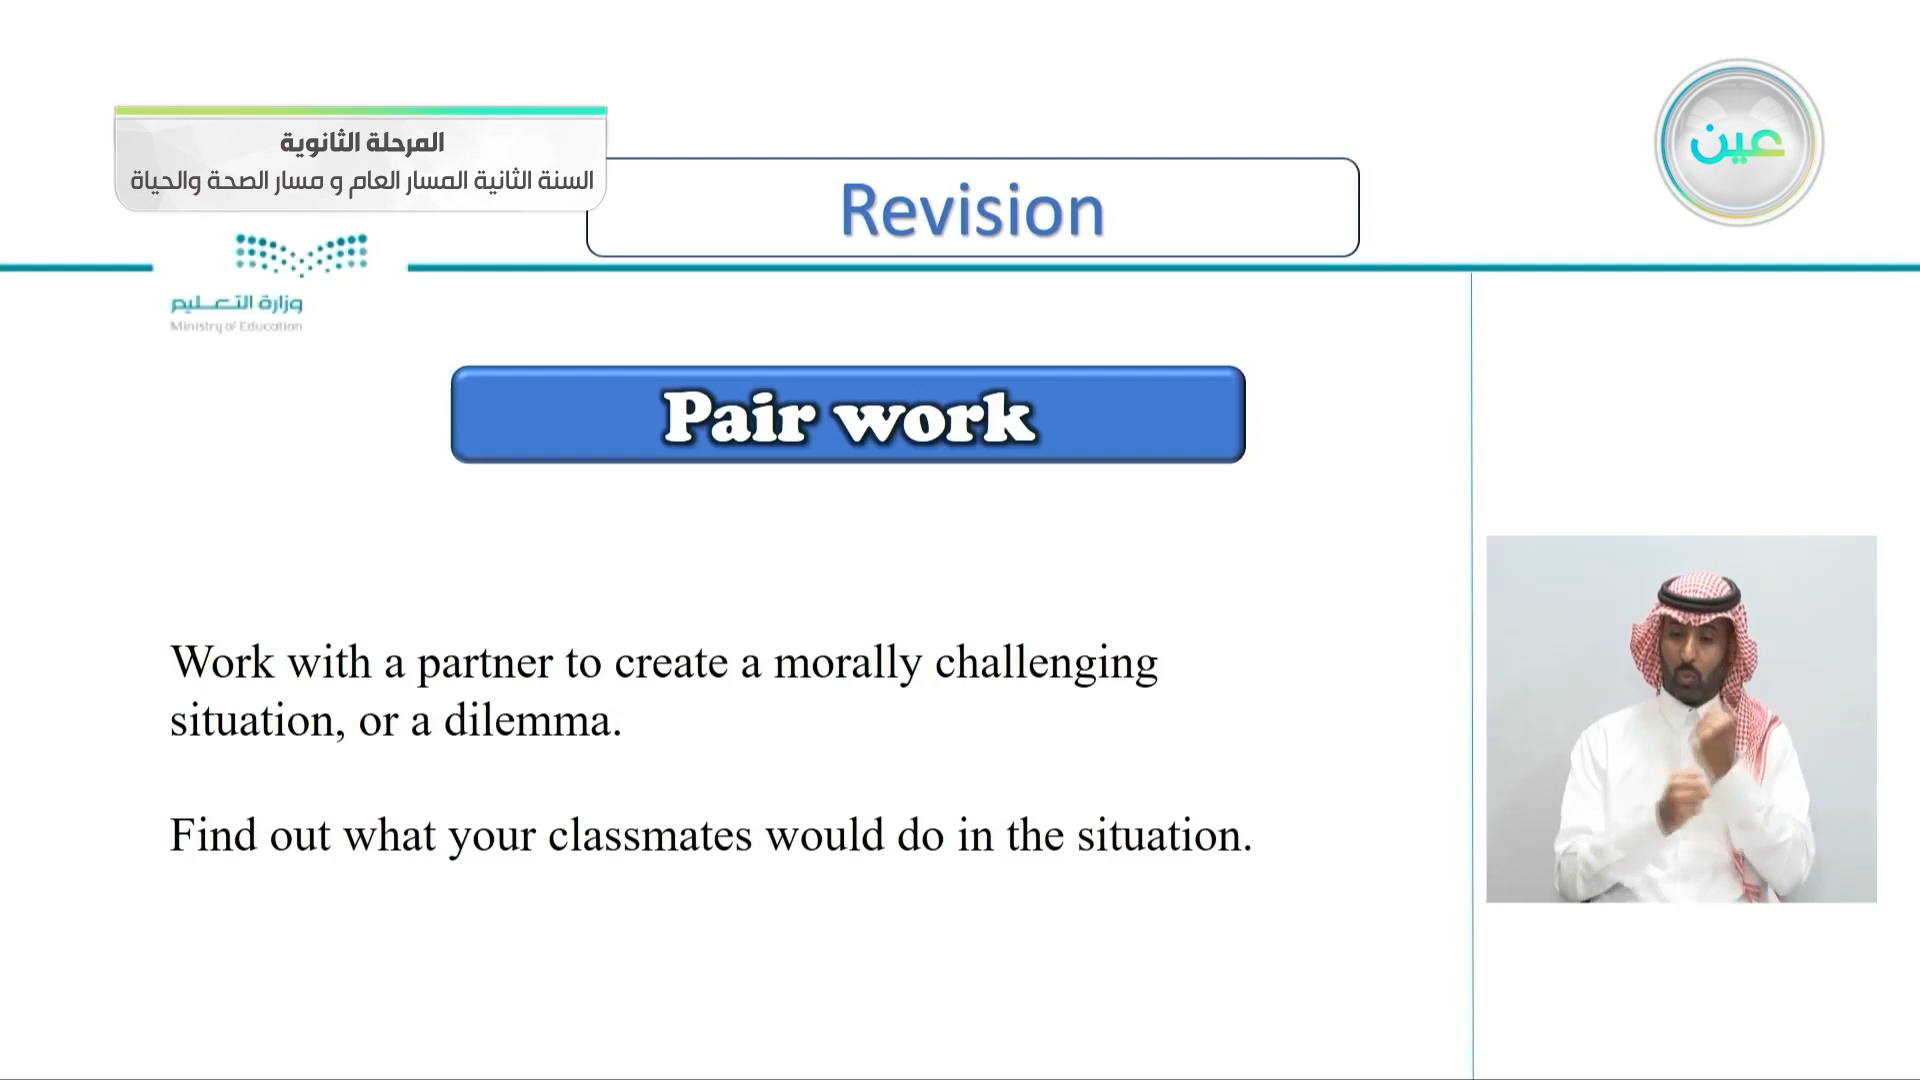 المرحلة الثانوية
السنة الثانية المسار العام و مسار الصحة والحياة
عين
Revision
وزارة التعليم
Ministry of Education
Pair work
Work with a partner to create a morally challenging
situation, or a dilemma.
Find out what your classmates would do in the situation.